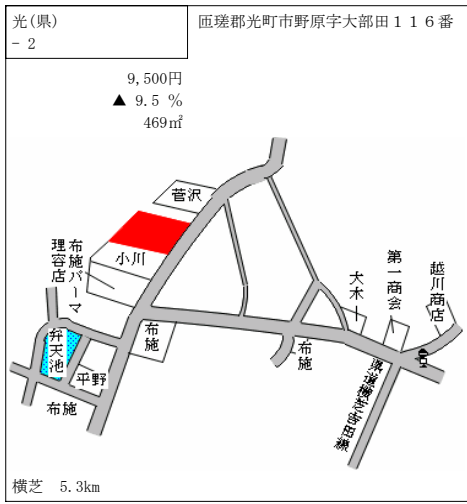 光(県)
- 2
匝瑳郡光町市野原字大部田１１６番
9,500円
▲ 9.5 %
469㎡
菅沢
小川
布施パーマ
理容店
弁天池
平野
布施
布施
布施
大木
第一商会
越川商店
県道横芝吉田線
横芝 5.3km